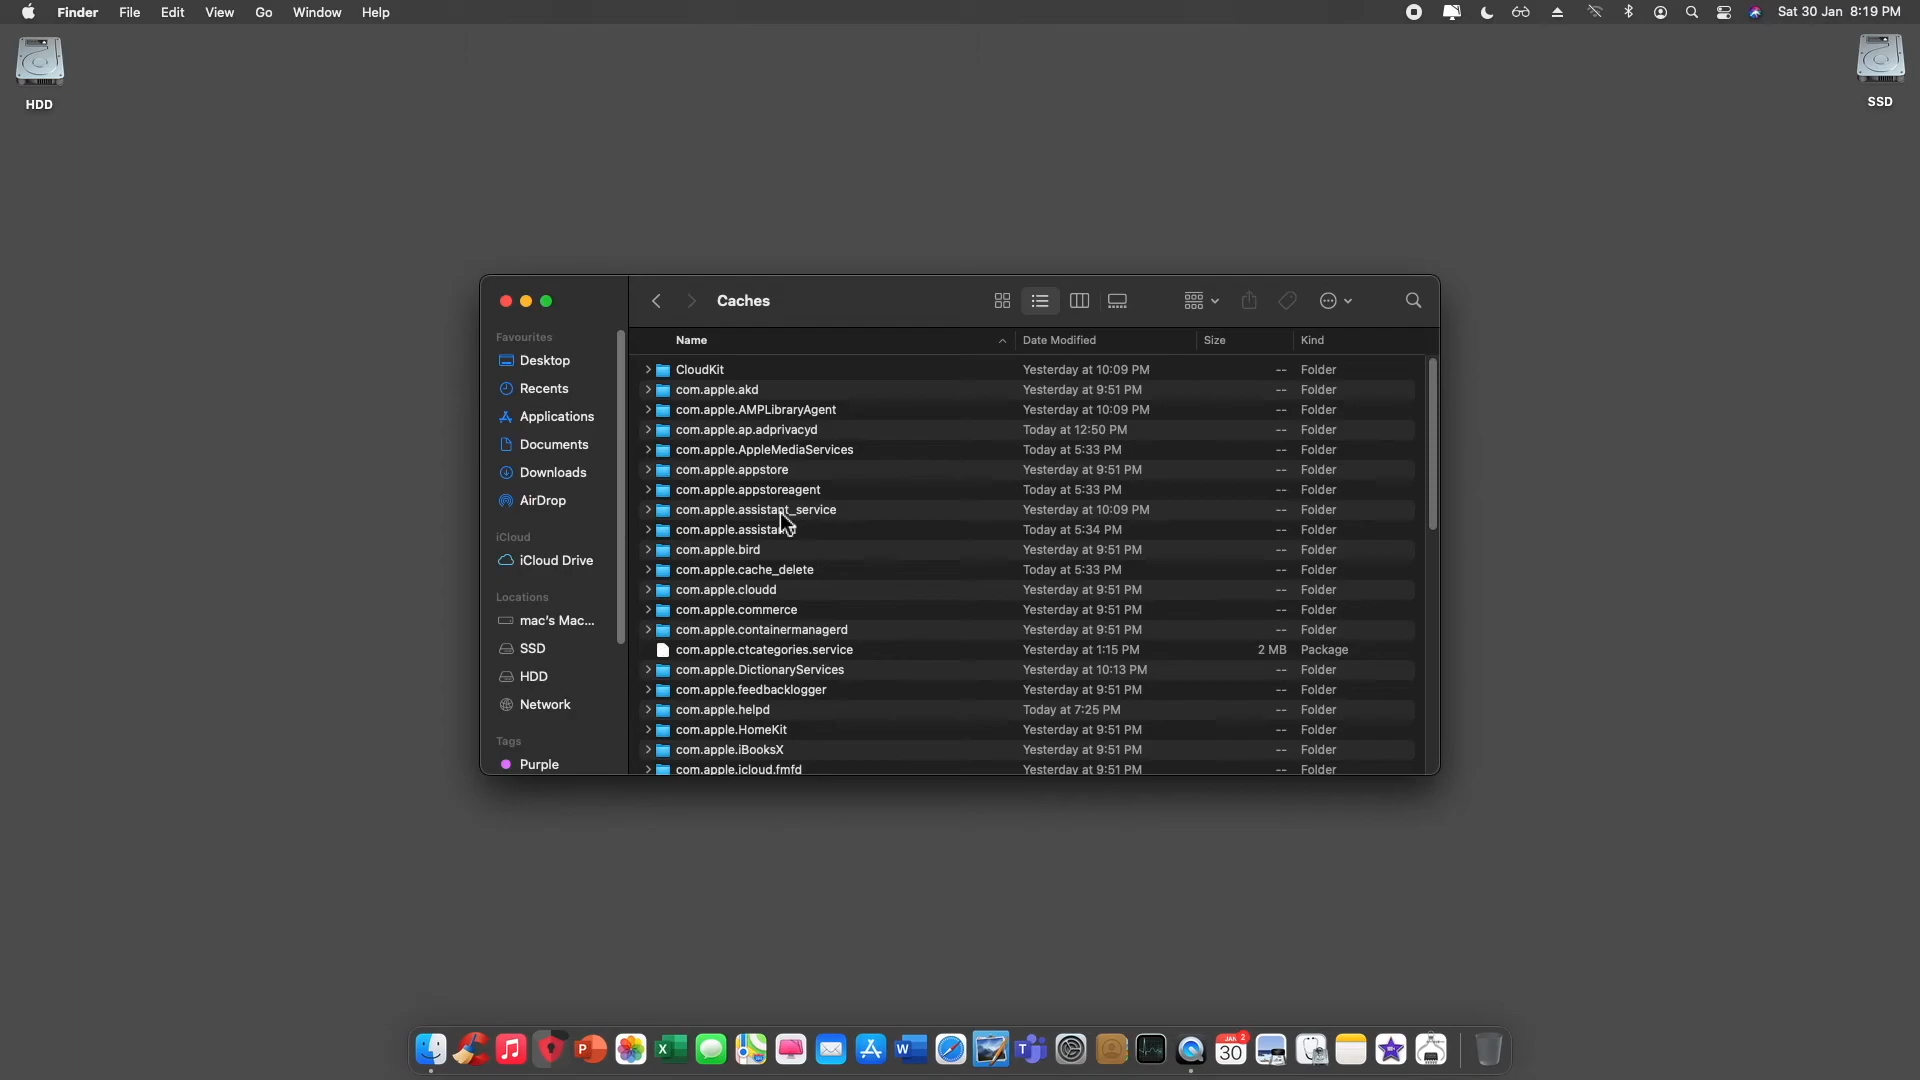 Finder File Edit View Go Window Help
Sat 30 Jan 8:19 PM
HDD
SSD
Caches
Favourites
Desktop
Recents
Applications
Documents
Downloads
AirDrop
iCloud
iCloud Drive
Locations
mac's Mac...
SSD
HDD
Network
Tags
Purple
Name Date Modified Size Kind
CloudKit Yesterday at 10:09 PM -- Folder
com.apple.akd Yesterday at 9:51 PM -- Folder
com.apple.AMPLibraryAgent Yesterday at 10:09 PM -- Folder
com.apple.ap.adprivacyd Today at 12:50 PM -- Folder
com.apple.AppleMediaServices Today at 5:33 PM -- Folder
com.apple.appstore Yesterday at 9:51 PM -- Folder
com.apple.appstoreagent Today at 5:33 PM -- Folder
com.apple.assistant_service Yesterday at 10:09 PM -- Folder
Today at 5:34 PM -- Folder
com.apple.bird Yesterday at 9:51 PM -- Folder
com.apple.cache_delete Today at 5:33 PM -- Folder
com.apple.cloudd Yesterday at 9:51 PM -- Folder
com.apple.commerce Yesterday at 9:51 PM -- Folder
com.apple.containermanagerd Yesterday at 9:51 PM -- Folder
com.apple.ctcategories.service Yesterday at 1:15 PM 2 MB Package
com.apple.DictionaryServices Yesterday at 10:13 PM -- Folder
com.apple.feedbacklogger Yesterday at 9:51 PM -- Folder
com.apple.helpd Today at 7:25 PM -- Folder
com.apple.HomeKit Yesterday at 9:51 PM -- Folder
com.apple.iBooksX Yesterday at 9:51 PM -- Folder
com.apple.icloud.fmfd Yesterday at 9:51 PM -- Folder
P
X
W
JAN
30
2